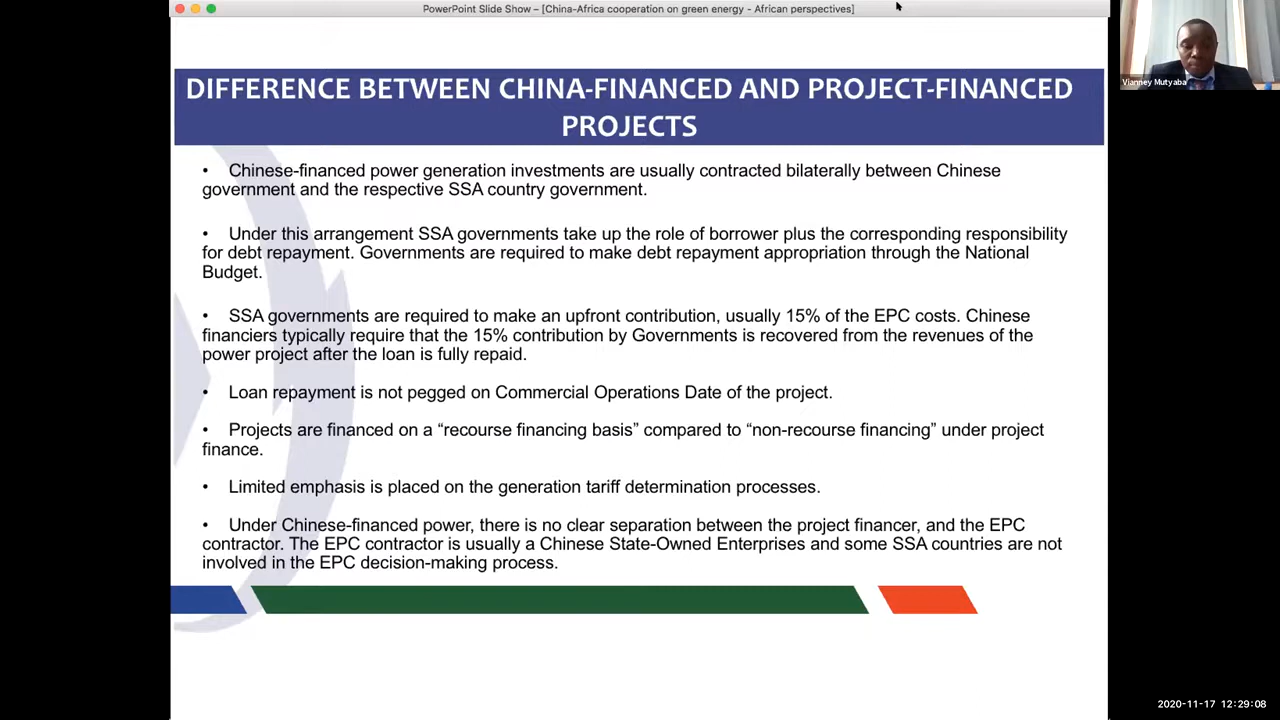 PowerPoint Slide Show – [China-Africa cooperation on green energy - African perspectives]
Vianney Mutyaba
DIFFERENCE BETWEEN CHINA-FINANCED AND PROJECT-FINANCED
PROJECTS
• Chinese-financed power generation investments are usually contracted bilaterally between Chinese
government and the respective SSA country government.
• Under this arrangement SSA governments take up the role of borrower plus the corresponding responsibility
for debt repayment. Governments are required to make debt repayment appropriation through the National
Budget.
• SSA governments are required to make an upfront contribution, usually 15% of the EPC costs. Chinese
financiers typically require that the 15% contribution by Governments is recovered from the revenues of the
power project after the loan is fully repaid.
• Loan repayment is not pegged on Commercial Operations Date of the project.
• Projects are financed on a “recourse financing basis” compared to “non-recourse financing” under project
finance.
• Limited emphasis is placed on the generation tariff determination processes.
• Under Chinese-financed power, there is no clear separation between the project financer, and the EPC
contractor. The EPC contractor is usually a Chinese State-Owned Enterprises and some SSA countries are not
involved in the EPC decision-making process.
2020-11-17 12:29:08